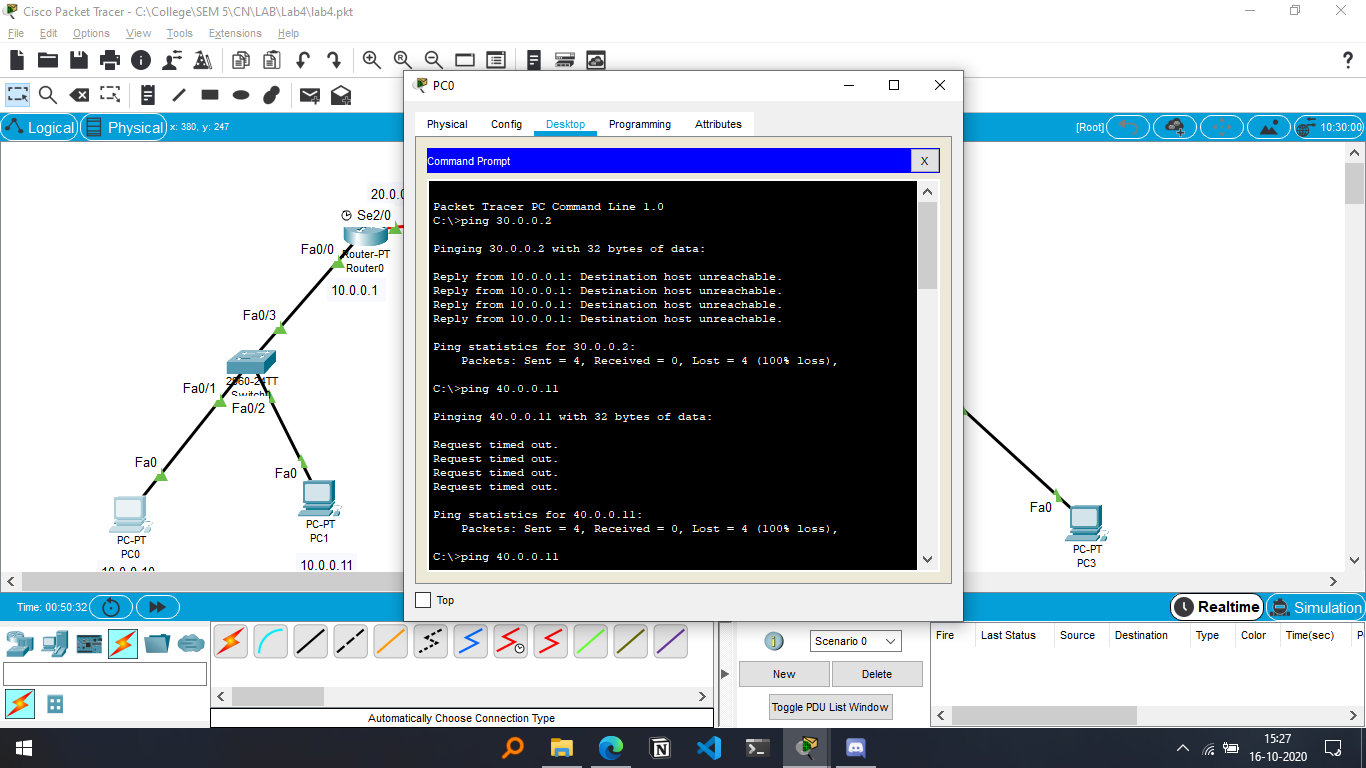 Cisco Packet Tracer - C:\College\SEM 5\CN\LAB\Lab4\lab4.pkt
File Edit Options View Tools Extensions Help
Logical Physical x: 380, y: 247
[Root] 10:30:00
PC0
Physical Config Desktop Programming Attributes
Command Prompt X
Packet Tracer PC Command Line 1.0
C:\>ping 30.0.0.2
Pinging 30.0.0.2 with 32 bytes of data:
Reply from 10.0.0.1: Destination host unreachable.
Reply from 10.0.0.1: Destination host unreachable.
Reply from 10.0.0.1: Destination host unreachable.
Reply from 10.0.0.1: Destination host unreachable.
Ping statistics for 30.0.0.2:
Packets: Sent = 4, Received = 0, Lost = 4 (100% loss),
C:\>ping 40.0.0.11
Pinging 40.0.0.11 with 32 bytes of data:
Request timed out.
Request timed out.
Request timed out.
Request timed out.
Ping statistics for 40.0.0.11:
Packets: Sent = 4, Received = 0, Lost = 4 (100% loss),
C:\>ping 40.0.0.11
Top
20.0.0
Se2/0
Fa0/0
Router-PT
Router0
10.0.0.1
Fa0/3
2960-24TT
Switch0
Fa0/1
Fa0/2
Fa0
Fa0
PC-PT
PC0
10.0.0.10
PC-PT
PC1
10.0.0.11
Fa0
PC-PT
PC3
Time: 00:50:32
Realtime Simulation
Scenario 0
New Delete
Toggle PDU List Window
Fire Last Status Source Destination Type Color Time(sec) P
Automatically Choose Connection Type
15:27
16-10-2020